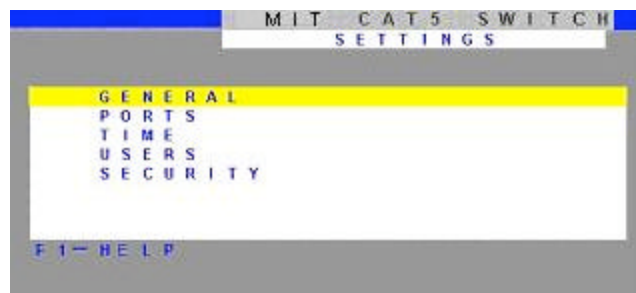 MIT CAT5 SWITCH
SETTINGS
GENERAL
PORTS
TIME
USERS
SECURITY
F1-HELP